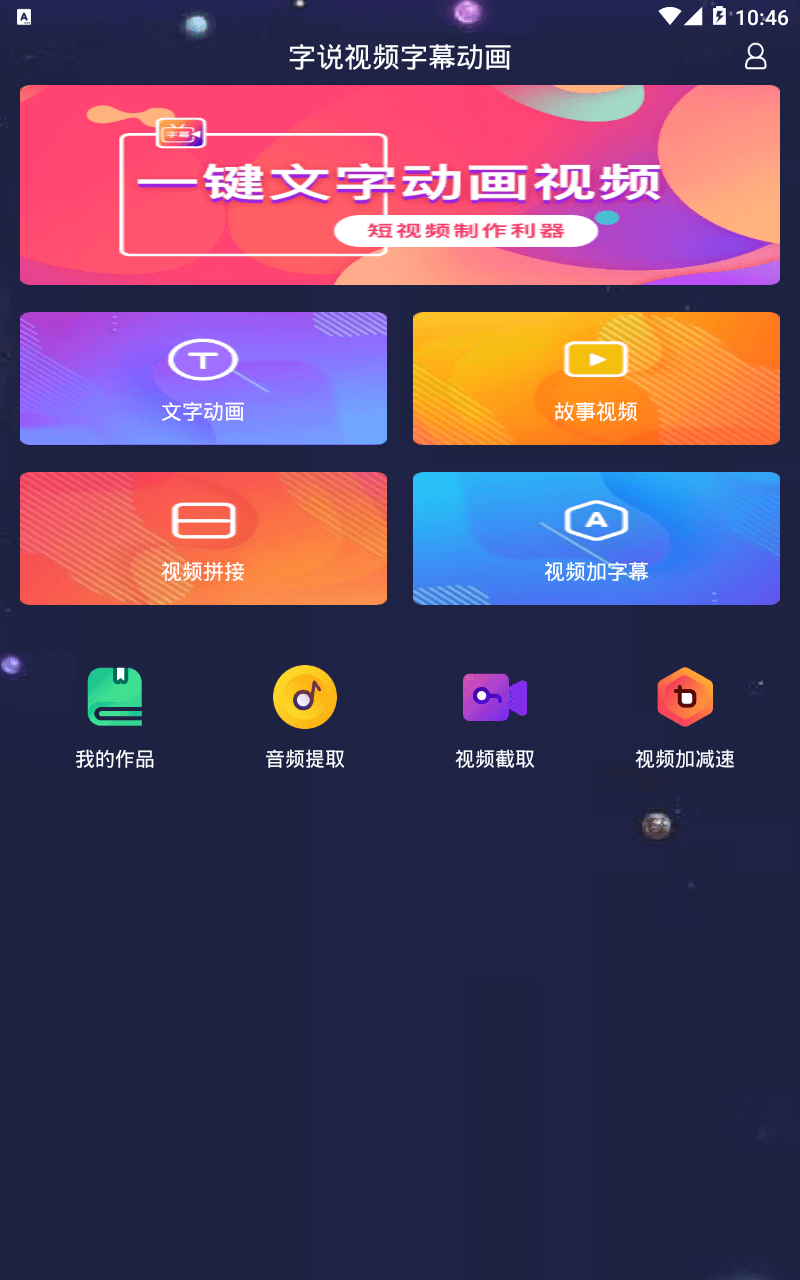 10:46
字说视频字幕动画
字幕
一键文字动画视频
短视频制作利器
T
文字动画
故事视频
视频拼接
A
视频加字幕
我的作品
音频提取
视频截取
视频加减速